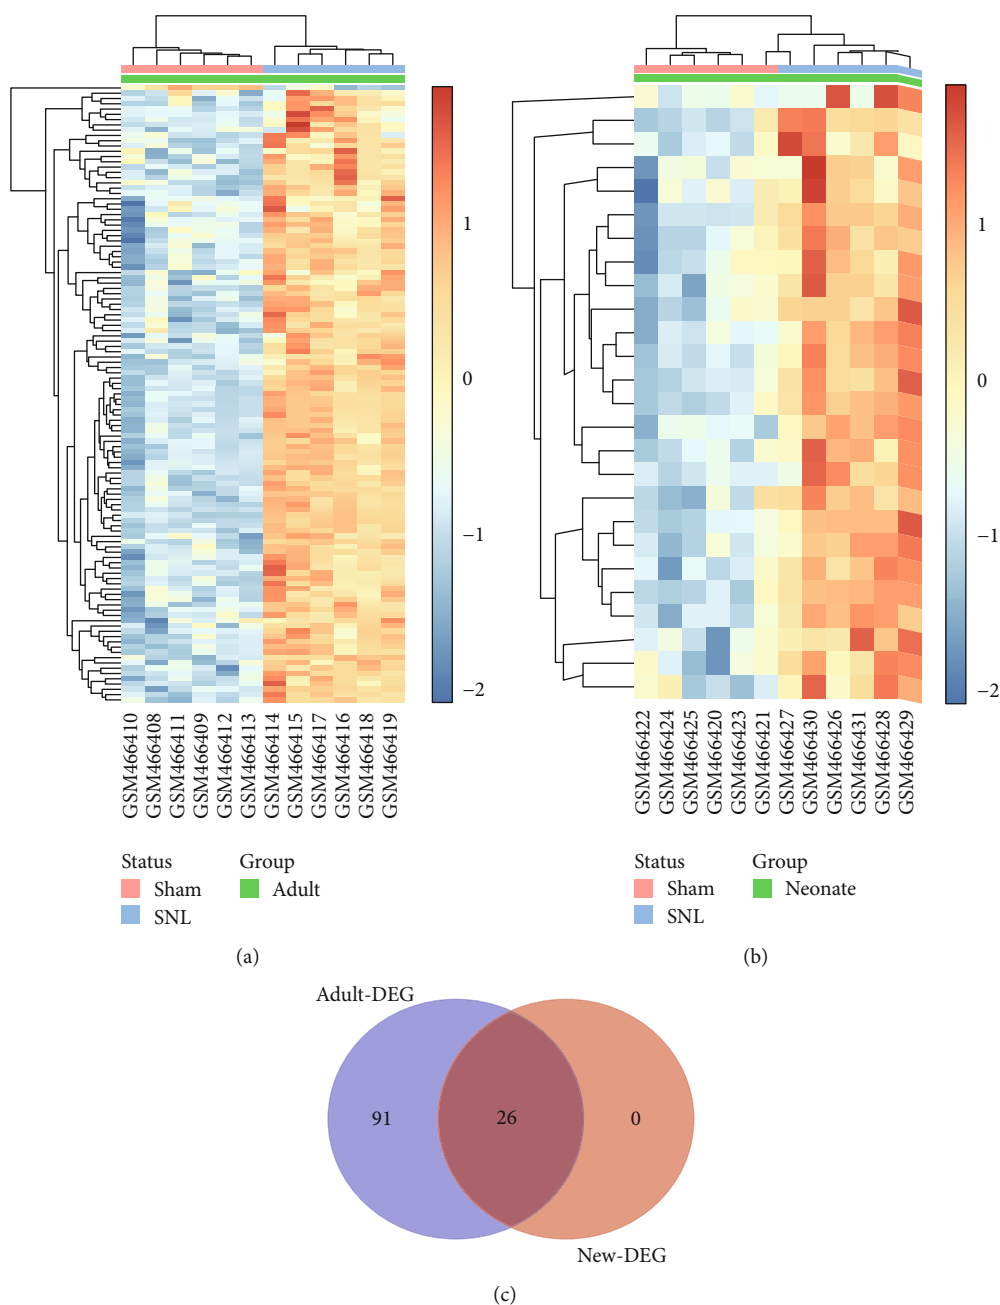 1
0
−1
−2
GSM466410
GSM466408
GSM466411
GSM466409
GSM466412
GSM466413
GSM466414
GSM466415
GSM466417
GSM466416
GSM466418
GSM466419
Status
Group
Sham
Adult
SNL
(a)
1
0
−1
−2
GSM466422
GSM466424
GSM466425
GSM466420
GSM466423
GSM466421
GSM466427
GSM466430
GSM466426
GSM466431
GSM466428
GSM466429
Status
Group
Sham
Neonate
SNL
(b)
Adult-DEG
91
26
0
New-DEG
(c)